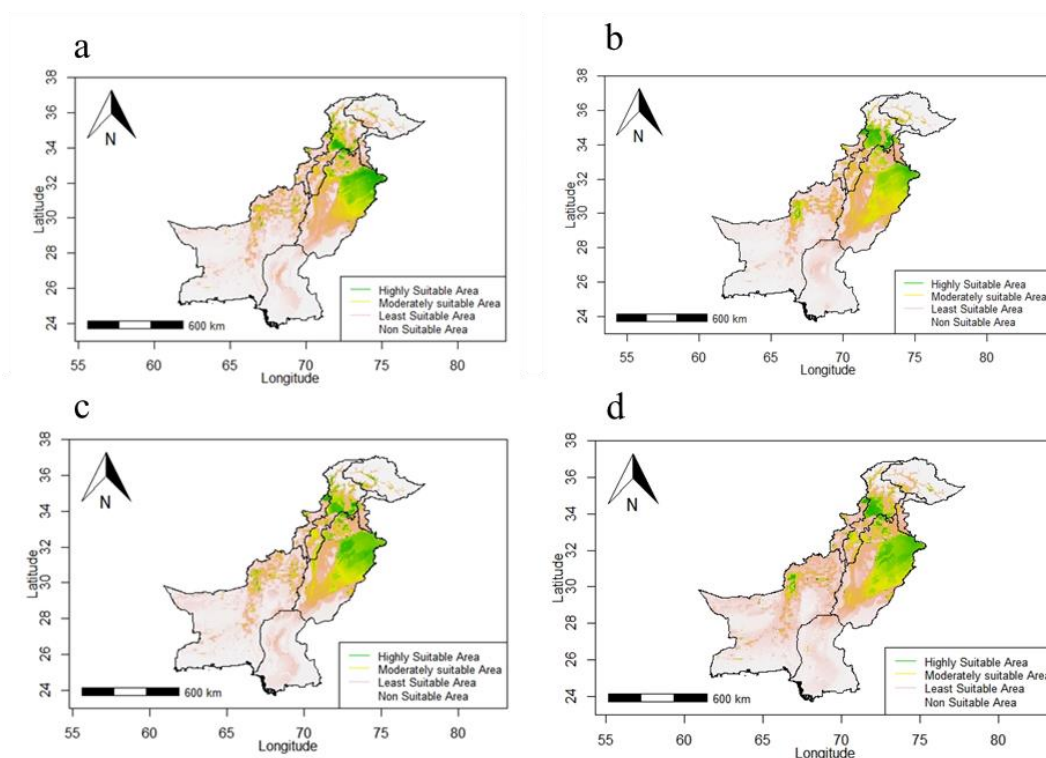 a
38
36
34
32
30
28
26
24
Latitude
N
Highly Suitable Area
Moderately suitable Area
Least Suitable Area
Non Suitable Area
600 km
55 60 65 70 75 80
Longitude
b
38
36
34
32
30
28
26
24
Latitude
N
Highly Suitable Area
Moderately suitable Area
Least Suitable Area
Non Suitable Area
600 km
55 60 65 70 75 80
Longitude
c
38
36
34
32
30
28
26
24
Latitude
N
Highly Suitable Area
Moderately suitable Area
Least Suitable Area
Non Suitable Area
600 km
55 60 65 70 75 80
Longitude
d
38
36
34
32
30
28
26
24
Latitude
N
Highly Suitable Area
Moderately suitable Area
Least Suitable Area
Non Suitable Area
600 km
55 60 65 70 75 80
Longitude